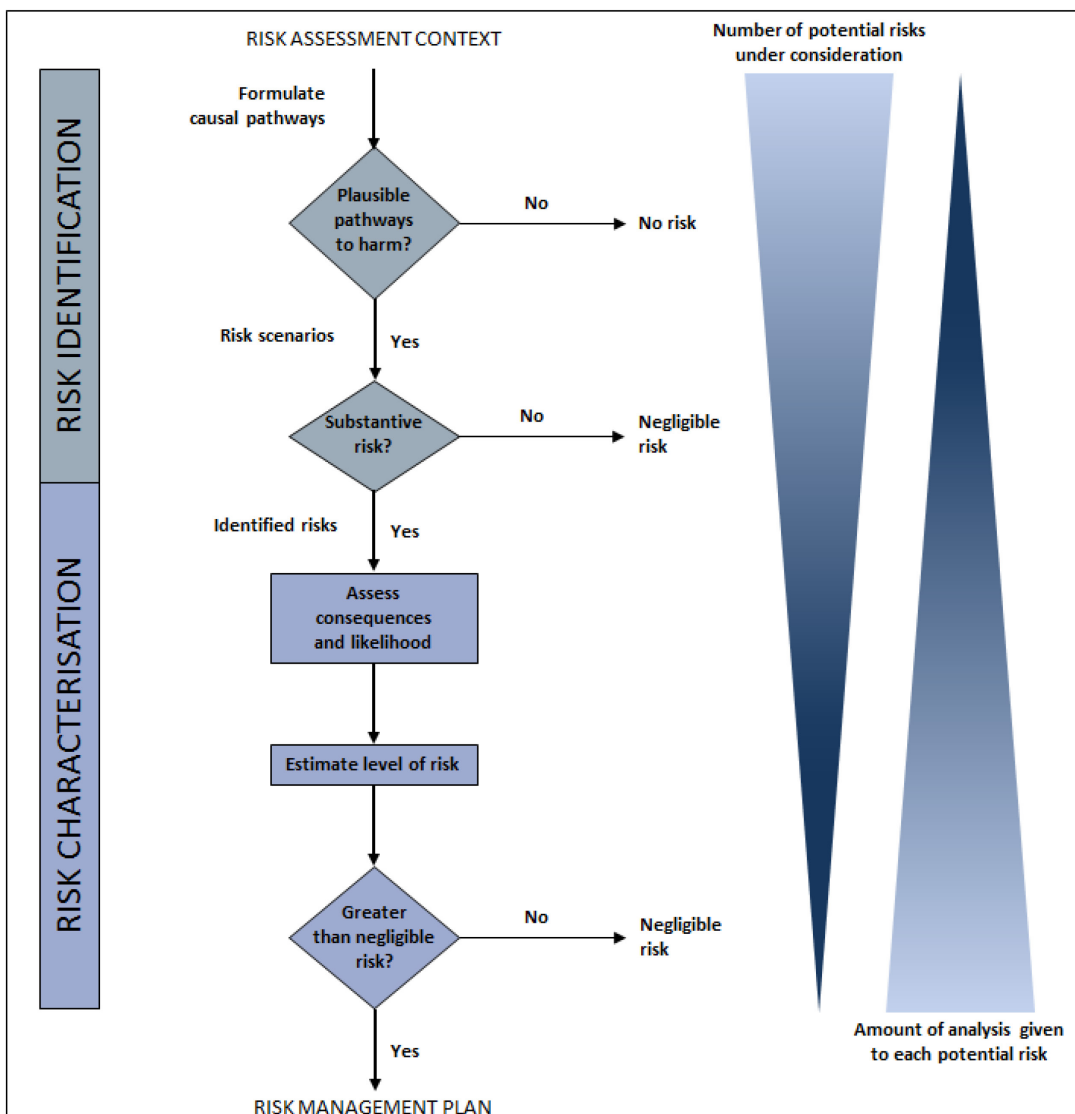 RISK ASSESSMENT CONTEXT
Number of potential risks
under consideration
RISK IDENTIFICATION
Formulate
causal pathways
Plausible
pathways
to harm?
No
No risk
Risk scenarios
Yes
Substantive
risk?
No
Negligible
risk
RISK CHARACTERISATION
Identified risks
Yes
Assess
consequences
and likelihood
Estimate level of risk
Greater
than negligible
risk?
No
Negligible
risk
Amount of analysis given
to each potential risk
Yes
RISK MANAGEMENT PLAN